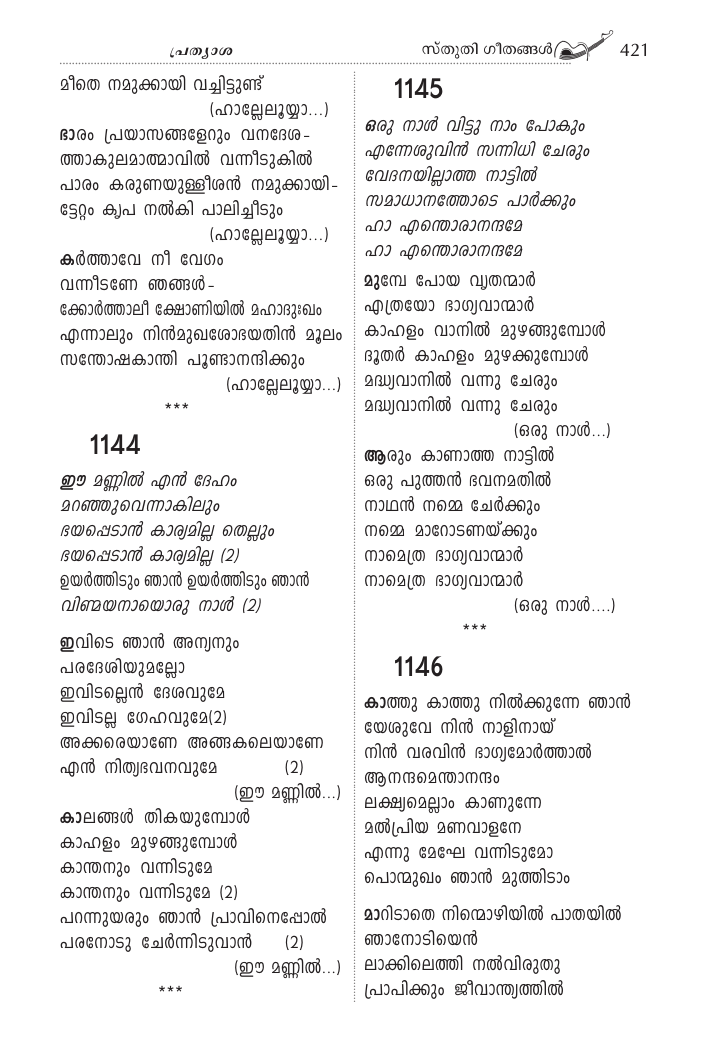 പ്രത്യാശ
സ്തുതി ഗീതങ്ങൾ 421
മീതെ നമുക്കായി വച്ചിട്ടുണ്ട്
(ഹാല്ലേലൂയ്യാ...)
ഭാരം പ്രയാസങ്ങളേറും വനദേശ-
ത്താകുലമാത്മാവിൽ വന്നീടുകിൽ
പാരം കരുണയുള്ളീശൻ നമുക്കായി-
ട്ടേറ്റം കൃപ നൽകി പാലിച്ചീടും
(ഹാല്ലേലൂയ്യാ...)
കർത്താവേ നീ വേഗം
വന്നീടണേ ഞങ്ങൾ-
ക്കോർത്താലീ ക്ഷോണിയിൽ മഹാദുഃഖം
എന്നാലും നിൻമുഖശോഭയതിൻ മൂലം
സന്തോഷകാന്തി പൂണ്ടാനന്ദിക്കും
(ഹാല്ലേലൂയ്യാ...)
***
1144
ഈ മണ്ണിൽ എൻ ദേഹം
മറഞ്ഞുവെന്നാകിലും
ഭയപ്പെടാൻ കാര്യമില്ല തെല്ലും
ഭയപ്പെടാൻ കാര്യമില്ല (2)
ഉയർത്തിടും ഞാൻ ഉയർത്തിടും ഞാൻ
വിണ്മയനായൊരു നാൾ (2)
ഇവിടെ ഞാൻ അന്യനും
പരദേശിയുമല്ലോ
ഇവിടല്ലെൻ ദേശവുമേ
ഇവിടല്ല ഗേഹവുമേ(2)
അക്കരെയാണേ അങ്ങകലെയാണേ
എൻ നിത്യഭവനവുമേ (2)
(ഈ മണ്ണിൽ...)
കാലങ്ങൾ തികയുമ്പോൾ
കാഹളം മുഴങ്ങുമ്പോൾ
കാന്തനും വന്നിടുമേ
കാന്തനും വന്നിടുമേ (2)
പറന്നുയരും ഞാൻ പ്രാവിനെപ്പോൽ
പരനോടു ചേർന്നിടുവാൻ (2)
(ഈ മണ്ണിൽ...)
***
1145
ഒരു നാൾ വിട്ടു നാം പോകും
എന്നേശുവിൻ സന്നിധി ചേരും
വേദനയില്ലാത്ത നാട്ടിൽ
സമാധാനത്തോടെ പാർക്കും
ഹാ എന്തൊരാനന്ദമേ
ഹാ എന്തൊരാനന്ദമേ
മുമ്പേ പോയ വൃതന്മാർ
എത്രയോ ഭാഗ്യവാന്മാർ
കാഹളം വാനിൽ മുഴങ്ങുമ്പോൾ
ദൂതർ കാഹളം മുഴക്കുമ്പോൾ
മദ്ധ്യവാനിൽ വന്നു ചേരും
മദ്ധ്യവാനിൽ വന്നു ചേരും
(ഒരു നാൾ...)
ആരും കാണാത്ത നാട്ടിൽ
ഒരു പുത്തൻ ഭവനമതിൽ
നാഥൻ നമ്മെ ചേർക്കും
നമ്മെ മാറോടണയ്ക്കും
നാമെത്ര ഭാഗ്യവാന്മാർ
നാമെത്ര ഭാഗ്യവാന്മാർ
(ഒരു നാൾ....)
***
1146
കാത്തു കാത്തു നിൽക്കുന്നേ ഞാൻ
യേശുവേ നിൻ നാളിനായ്
നിൻ വരവിൻ ഭാഗ്യമോർത്താൽ
ആനന്ദമെന്താനന്ദം
ലക്ഷ്യമെല്ലാം കാണുന്നേ
മൽപ്രിയ മണവാളനേ
എന്നു മേഘേ വന്നിടുമോ
പൊന്മുഖം ഞാൻ മുത്തിടാം
മാറിടാതെ നിന്മൊഴിയിൽ പാതയിൽ
ഞാനോടിയെൻ
ലാക്കിലെത്തി നൽവിരുതു
പ്രാപിക്കും ജീവാന്ത്യത്തിൽ